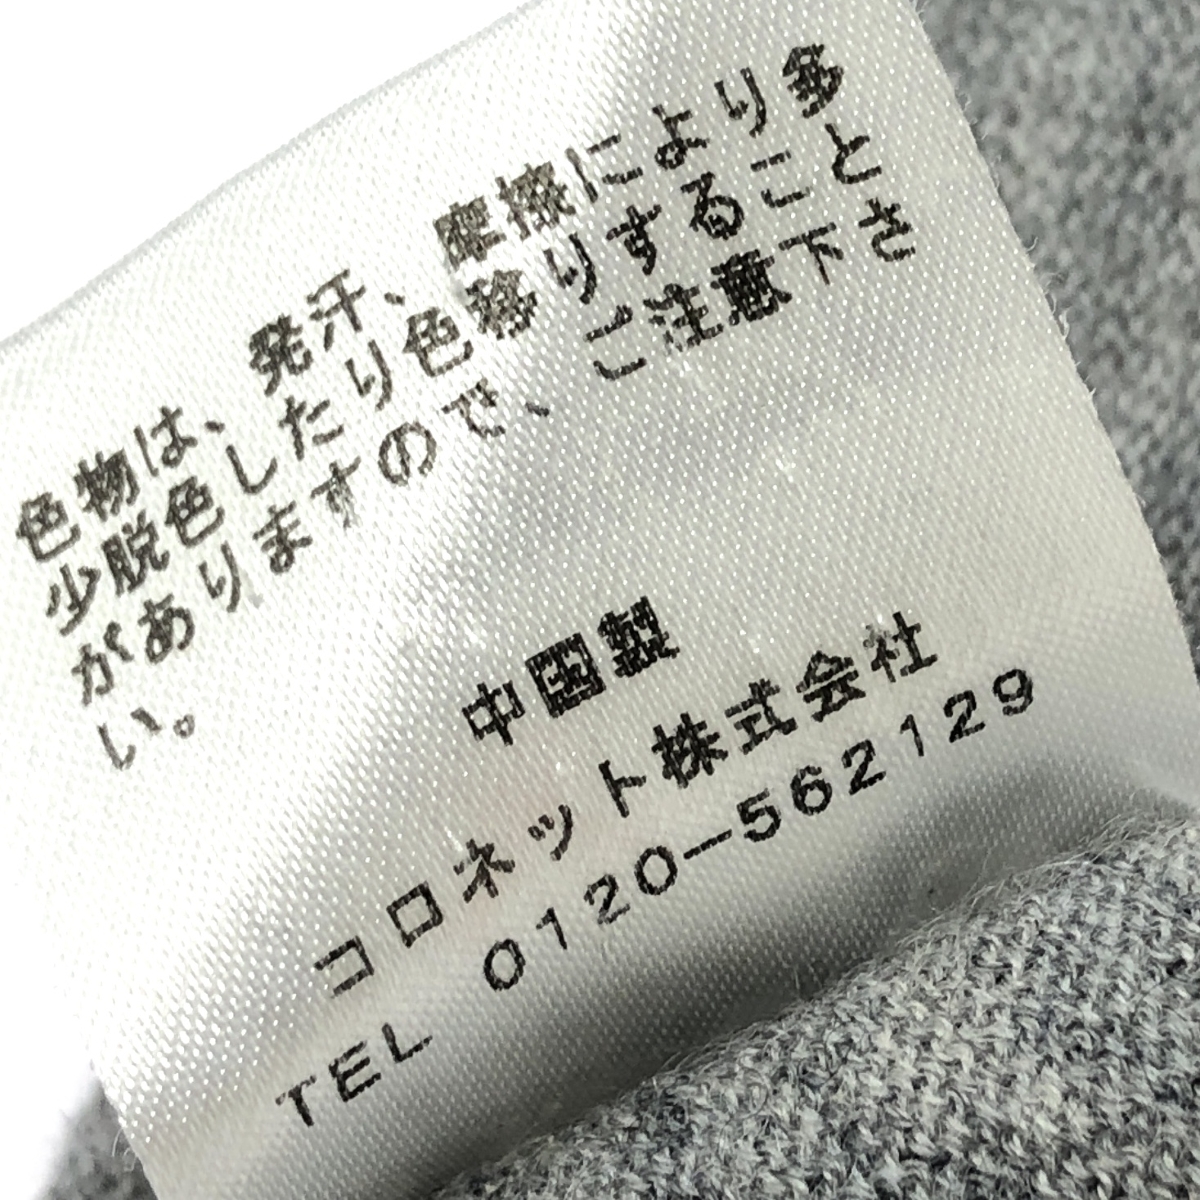 色物は、発汗、摩擦により多
少脱色したり色移りすること
がありますので、ご注意下さ
い。
中国製
コロネット株式会社
TEL 0120-562129